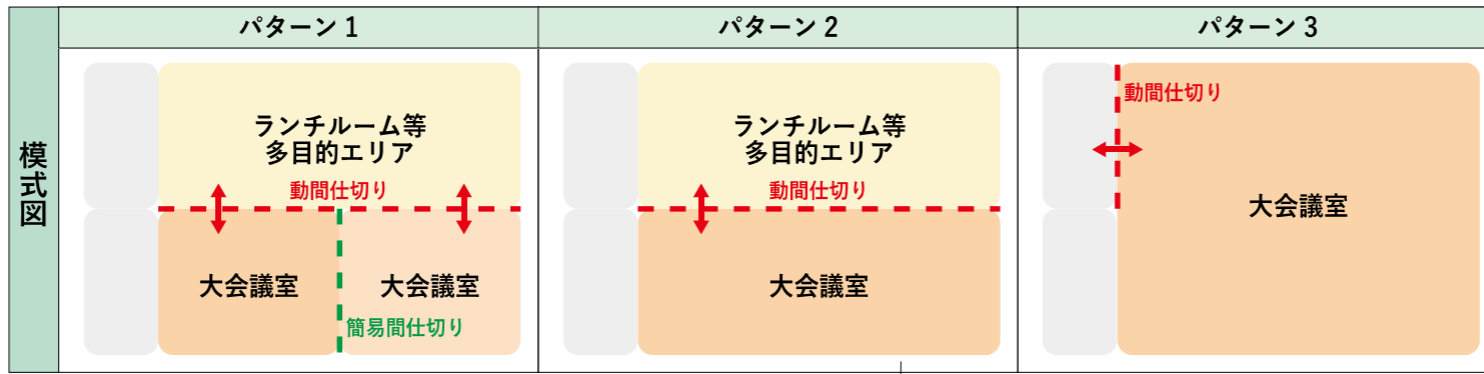 パターン 1
パターン 2
パターン 3
模式図
ランチルーム等
多目的エリア
動間仕切り
大会議室
大会議室
簡易間仕切り
ランチルーム等
多目的エリア
動間仕切り
大会議室
動間仕切り
大会議室